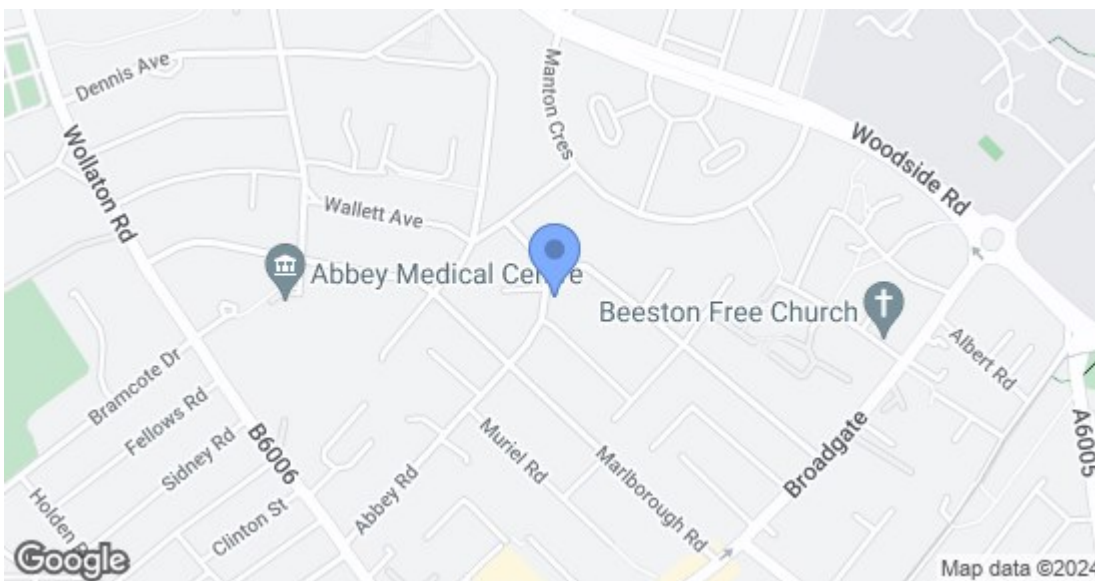 Dennis Ave
Manton Cres
Wollaton Rd
Woodside Rd
Wallett Ave
Abbey Medical Centre
Beeston Free Church
Albert Rd
Bramcote Dr
Fellows Rd
B6006
Sidney Rd
Muriel Rd
Marlborough Rd
Broadgate
A6005
Abbey Rd
Holden
Clinton St
Google
Map data ©2024